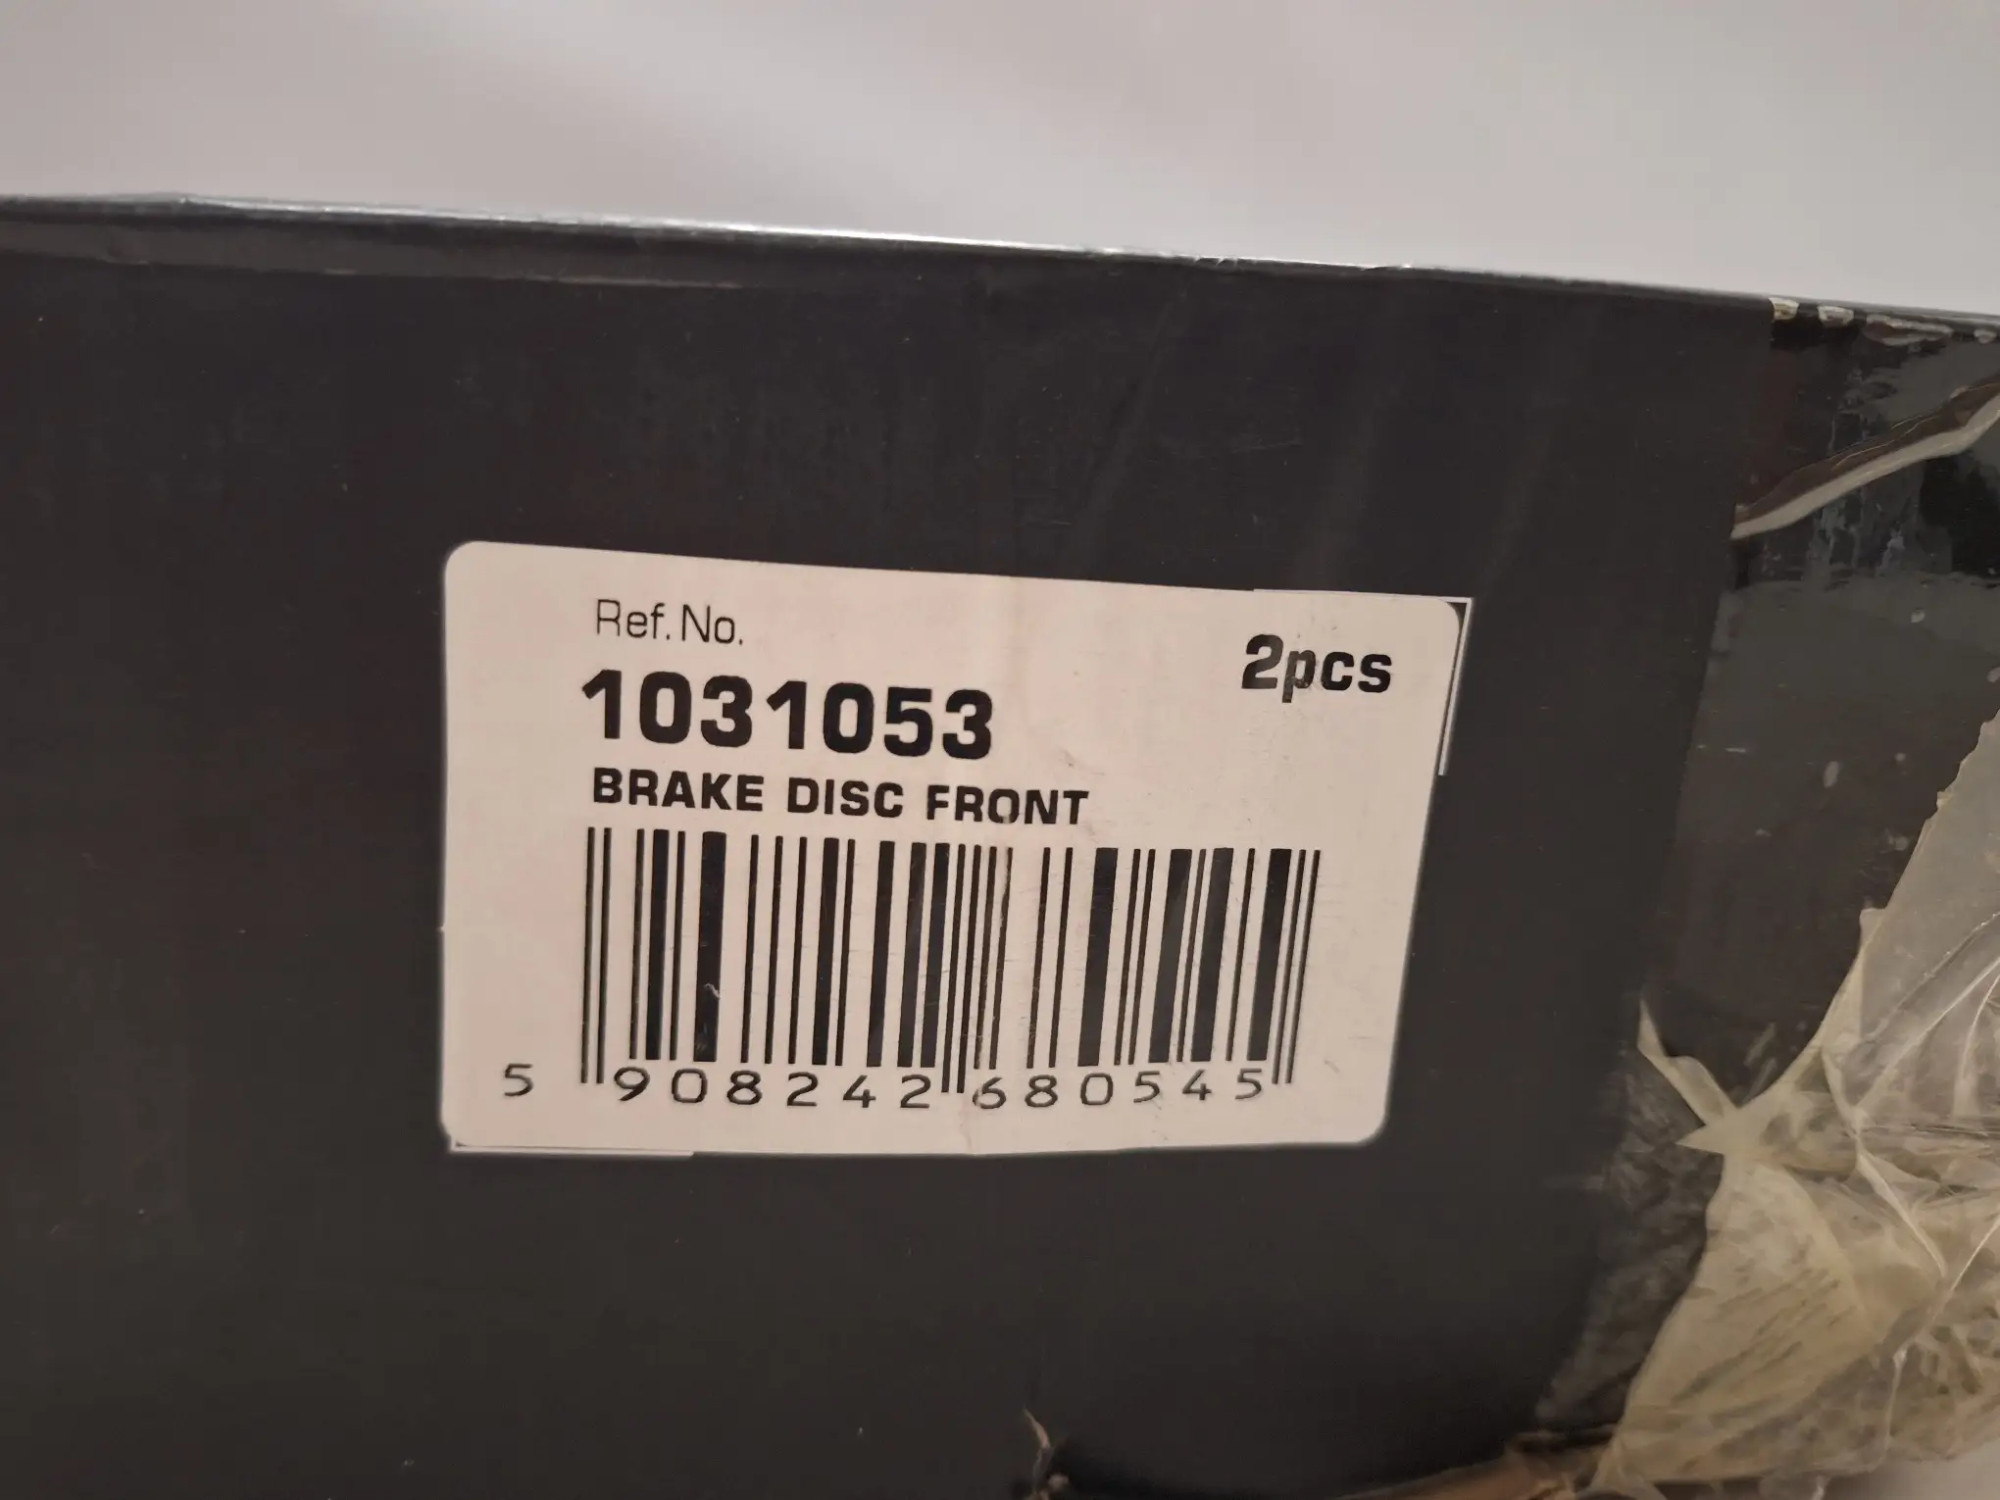 Ref. No.
2pcs
1031053
BRAKE DISC FRONT
5 908242 680545